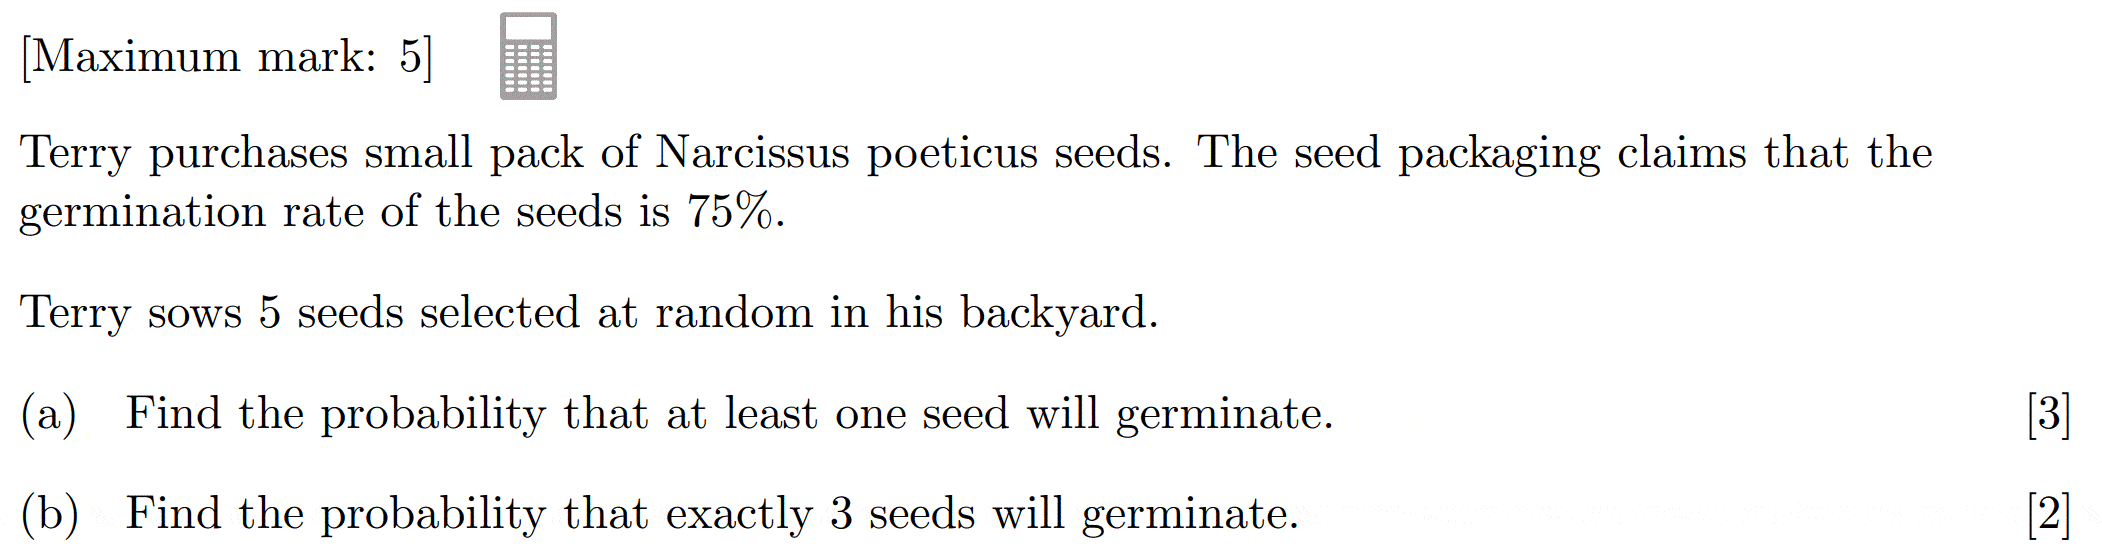 [Maximum mark: 5]
Terry purchases small pack of Narcissus poeticus seeds. The seed packaging claims that the
germination rate of the seeds is 75%.
Terry sows 5 seeds selected at random in his backyard.
(a) Find the probability that at least one seed will germinate. [3]
(b) Find the probability that exactly 3 seeds will germinate. [2]